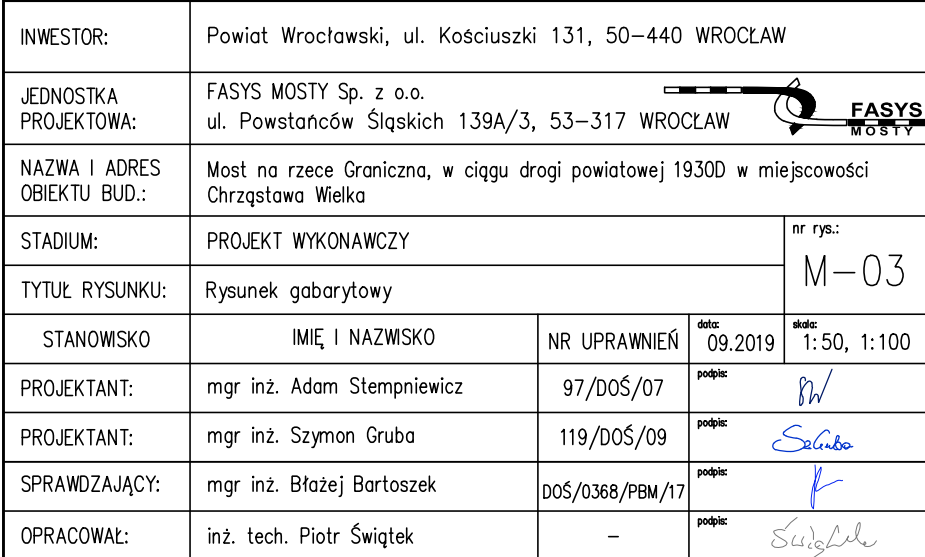 INWESTOR: Powiat Wrocławski, ul. Kościuszki 131, 50-440 WROCŁAW
JEDNOSTKA PROJEKTOWA: FASYS MOSTY Sp. z o.o.
ul. Powstańców Śląskich 139A/3, 53-317 WROCŁAW
FASYS
MOSTY
NAZWA I ADRES OBIEKTU BUD.: Most na rzece Graniczna, w ciągu drogi powiatowej 1930D w miejscowości
Chrząstawa Wielka
STADIUM: PROJEKT WYKONAWCZY
nr rys.:
M-03
TYTUŁ RYSUNKU: Rysunek gabarytowy
STANOWISKO IMIĘ I NAZWISKO NR UPRAWNIEŃ data: 09.2019 skala: 1:50, 1:100
PROJEKTANT: mgr inż. Adam Stempniewicz 97/DOŚ/07 podpis:
PROJEKTANT: mgr inż. Szymon Gruba 119/DOŚ/09 podpis:
SPRAWDZAJĄCY: mgr inż. Błażej Bartoszek DOŚ/0368/PBM/17 podpis:
OPRACOWAŁ: inż. tech. Piotr Świątek - podpis: